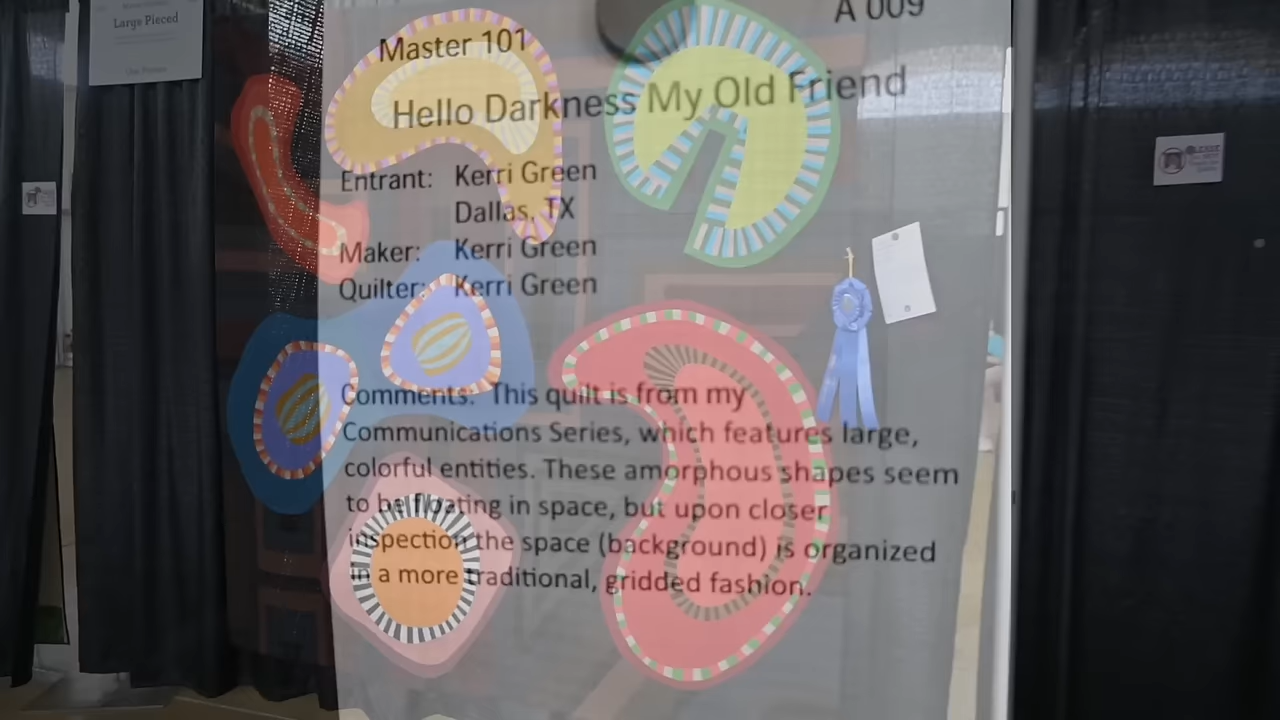 Large Pieced
A 009
Master 101
Hello Darkness My Old Friend
Entrant: Kerri Green
Dallas, TX
Maker: Kerri Green
Quilter: Kerri Green
Comments: This quilt is from my
Communications Series, which features large,
colorful entities. These amorphous shapes seem
to be floating in space, but upon closer
inspection the space (background) is organized
in a more traditional, gridded fashion.
PLEASE